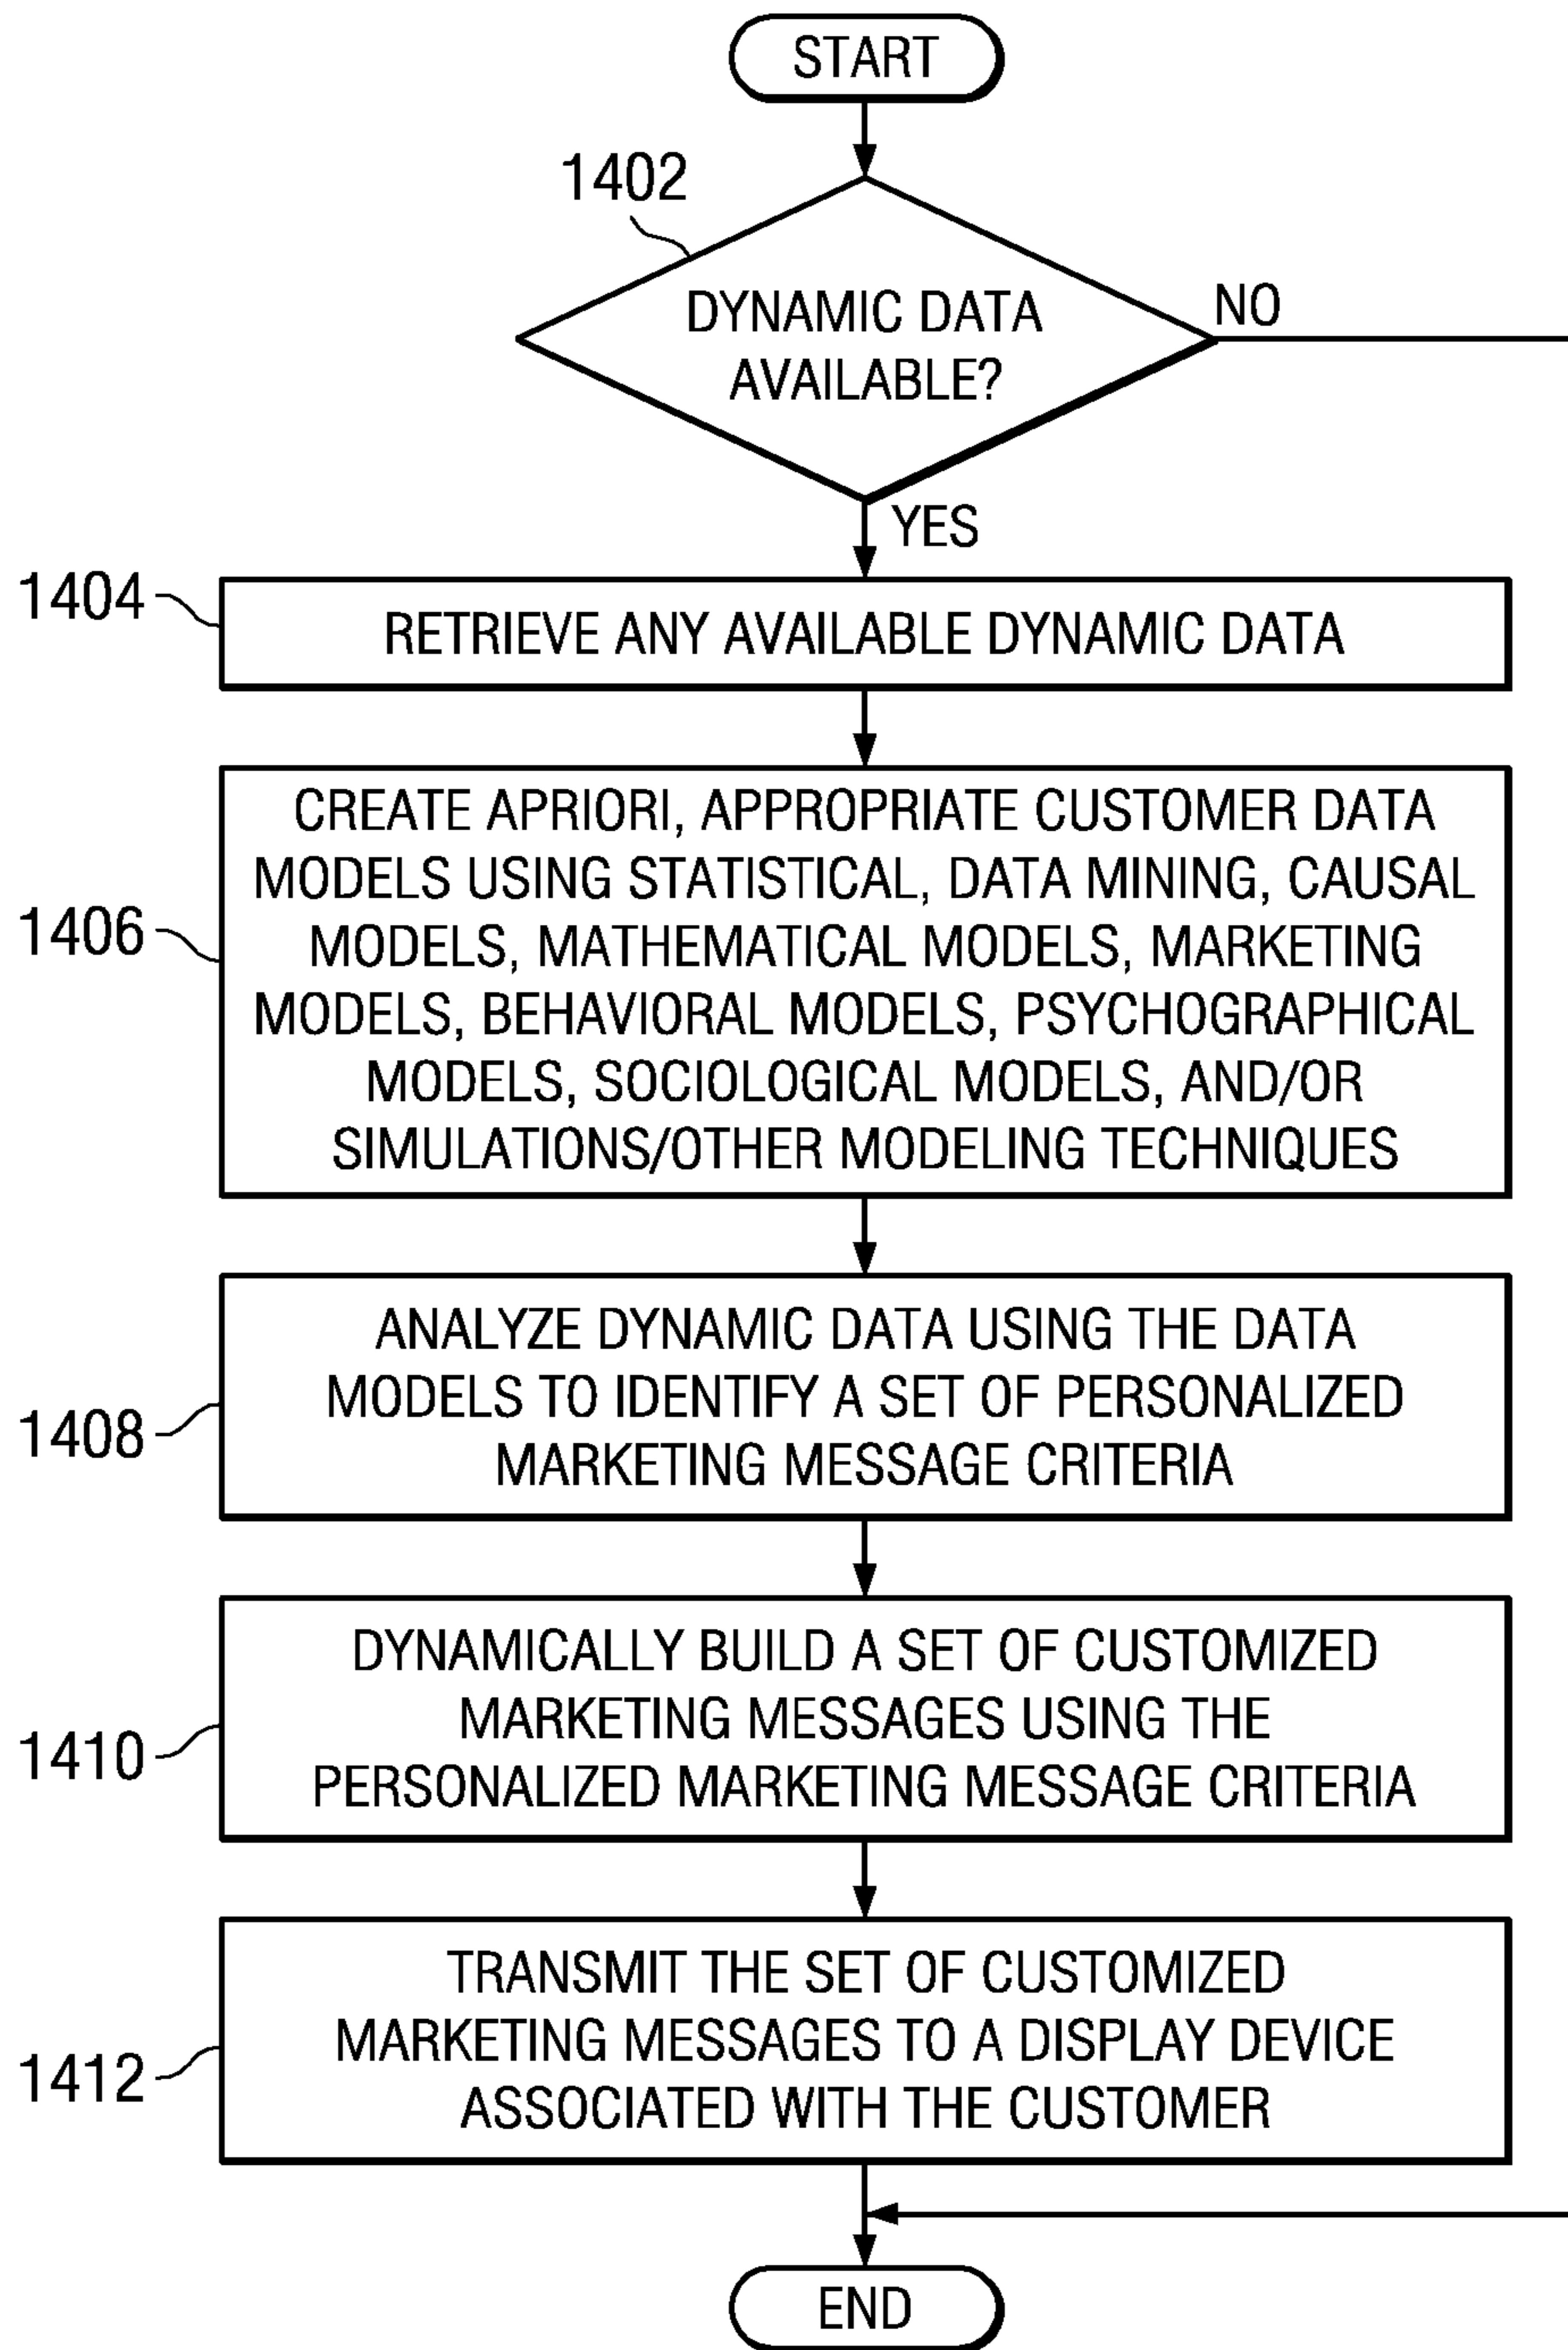 START
1402
DYNAMIC DATA
AVAILABLE?
NO
YES
1404
RETRIEVE ANY AVAILABLE DYNAMIC DATA
1406
CREATE APRIORI, APPROPRIATE CUSTOMER DATA
MODELS USING STATISTICAL, DATA MINING, CAUSAL
MODELS, MATHEMATICAL MODELS, MARKETING
MODELS, BEHAVIORAL MODELS, PSYCHOGRAPHICAL
MODELS, SOCIOLOGICAL MODELS, AND/OR
SIMULATIONS/OTHER MODELING TECHNIQUES
1408
ANALYZE DYNAMIC DATA USING THE DATA
MODELS TO IDENTIFY A SET OF PERSONALIZED
MARKETING MESSAGE CRITERIA
1410
DYNAMICALLY BUILD A SET OF CUSTOMIZED
MARKETING MESSAGES USING THE
PERSONALIZED MARKETING MESSAGE CRITERIA
1412
TRANSMIT THE SET OF CUSTOMIZED
MARKETING MESSAGES TO A DISPLAY DEVICE
ASSOCIATED WITH THE CUSTOMER
END